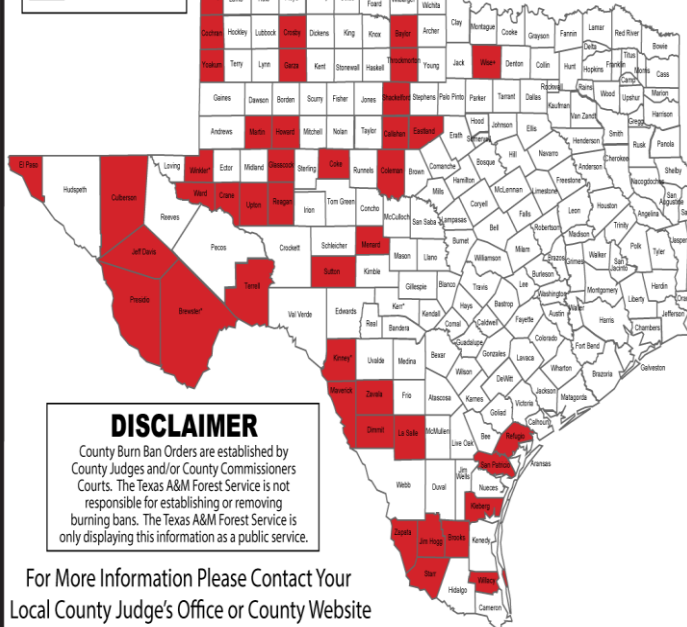 Foard
Wichita
Cochran Hockley Lubbock Crosby Dickens King Knox Baylor Archer Clay Montague Cooke Grayson Fannin Lamar Red River
Delta Bowie
Titus
Yoakum Terry Lynn Garza Kent Stonewall Haskell Throckmorton Young Jack Wise* Denton Collin Hunt Hopkins Franklin Morris Cass
Camp
Gaines Dawson Borden Scurry Fisher Jones Shackelford Stephens Palo Pinto Parker Tarrant Dallas Rockwall Rains Wood Upshur Marion
Kaufman Van Zandt Gregg Harrison
Andrews Martin Howard Mitchell Nolan Taylor Callahan Eastland Erath Hood Somervell Johnson Ellis Henderson Smith Rusk Panola
El Paso Hudspeth Culberson Loving Winkler* Ector Midland Glasscock Sterling Coke Runnels Coleman Brown Comanche Bosque Hill Navarro Anderson Cherokee Shelby
Hamilton Freestone Nacogdoches San Augustine
Reeves Ward Crane Upton Reagan Irion Tom Green Concho McCulloch San Saba Mills Lampasas Coryell McLennan Limestone Leon Houston Angelina
Falls Robertson Madison Trinity Polk Tyler Jasper
Jeff Davis Pecos Crockett Schleicher Menard Mason Llano Burnet Bell Milam Brazos Grimes Walker San Jacinto
Williamson Burleson
Presidio Brewster* Terrell Sutton Kimble Gillespie Blanco Travis Lee Washington Montgomery Liberty Hardin
Hays Bastrop Austin Waller Harris Jefferson
Val Verde Edwards Real Kerr* Kendall Comal Caldwell Fayette Chambers
Bandera Guadalupe Colorado Fort Bend Galveston
Kinney* Uvalde Medina Bexar Wilson Gonzales Lavaca Wharton Brazoria
DeWitt Jackson Matagorda
Maverick Zavala Frio Atascosa Karnes Victoria
Goliad Calhoun
Dimmit La Salle McMullen Live Oak Bee Refugio
San Patricio Aransas
Webb Duval Jim Wells Nueces
Kleberg
Zapata Jim Hogg Brooks Kenedy
Starr Hidalgo Willacy
Cameron
DISCLAIMER
County Burn Ban Orders are established by
County Judges and/or County Commissioners
Courts. The Texas A&M Forest Service is not
responsible for establishing or removing
burning bans. The Texas A&M Forest Service is
only displaying this information as a public service.
For More Information Please Contact Your
Local County Judge's Office or County Website